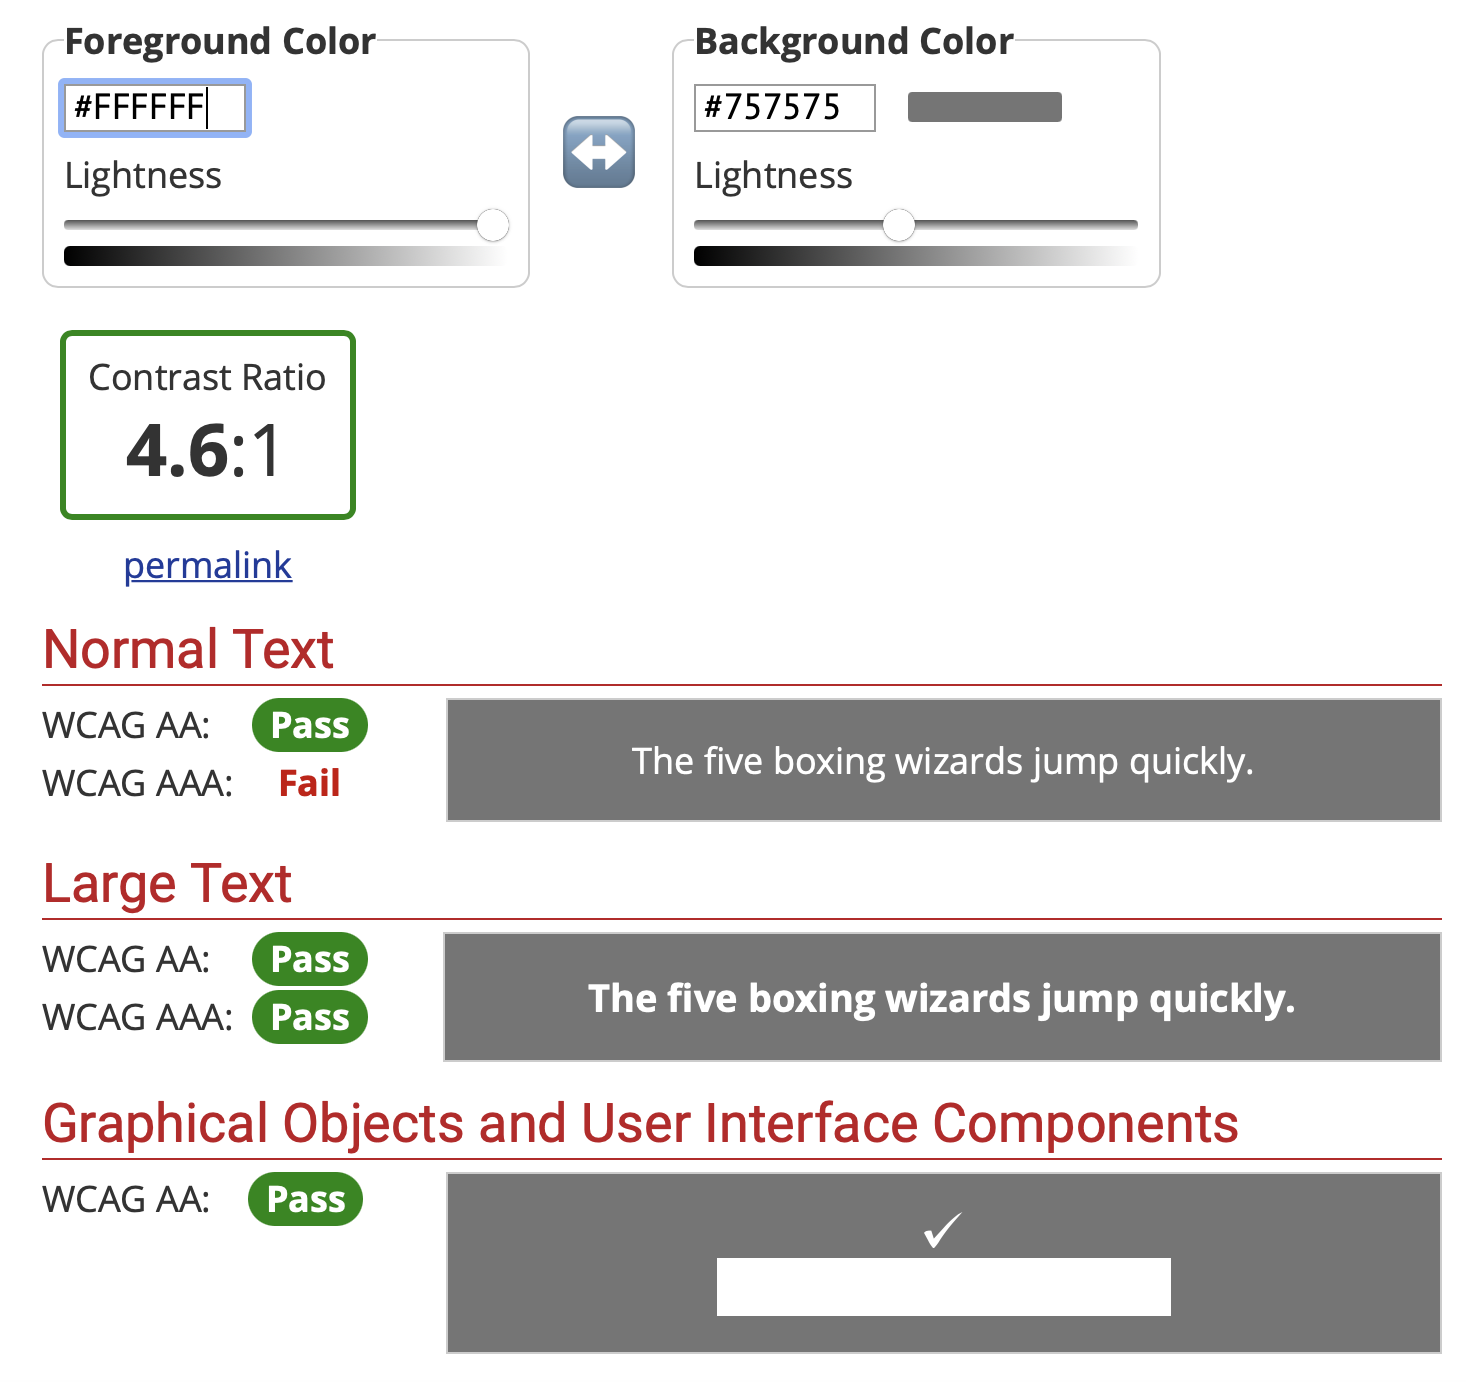 Foreground Color
#FFFFFF
Lightness
Background Color
#757575
Lightness
Contrast Ratio
4.6:1
permalink
Normal Text
WCAG AA: Pass
WCAG AAA: Fail
The five boxing wizards jump quickly.
Large Text
WCAG AA: Pass
WCAG AAA: Pass
The five boxing wizards jump quickly.
Graphical Objects and User Interface Components
WCAG AA: Pass